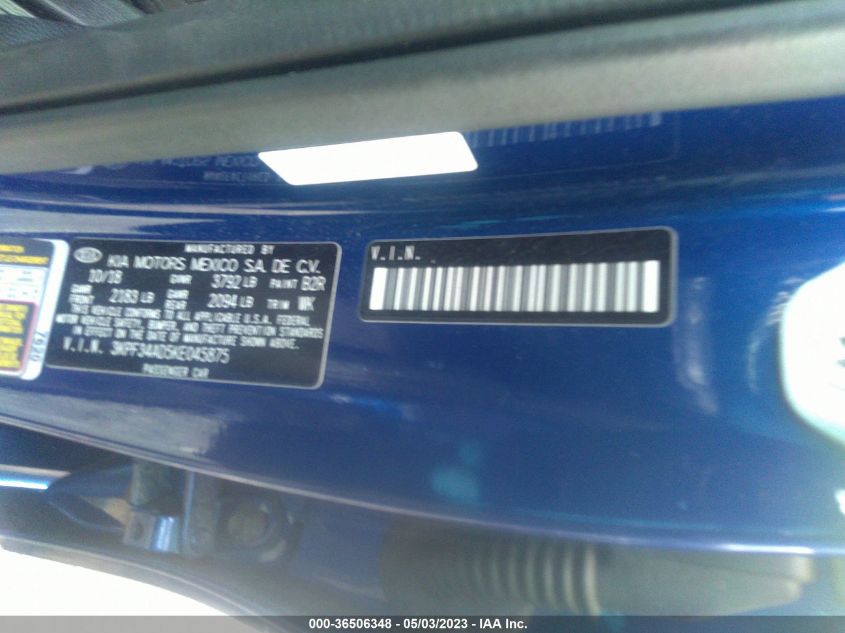 MANUFACTURED BY
KIA MOTORS MEXICO S.A. DE C.V.
10/18 GVWR 3792 LB PAINT B2R
GAWR FRONT 2183 LB GAWR REAR 2094 LB TRIM WK
THIS VEHICLE CONFORMS TO ALL APPLICABLE U.S.A. FEDERAL
MOTOR VEHICLE SAFETY, BUMPER, AND THEFT PREVENTION STANDARDS
IN EFFECT ON THE DATE OF MANUFACTURE SHOWN ABOVE.
V.I.N. 3KPF34AD5KE045875
PASSENGER CAR
V.I.N.
000-36506348 - 05/03/2023 - IAA Inc.